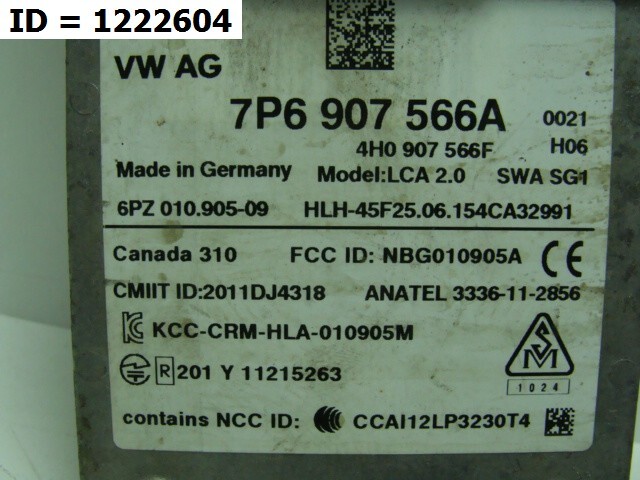 ID = 1222604
VW AG
7P6 907 566A 0021
4H0 907 566F H06
Made in Germany Model:LCA 2.0 SWA SG1
6PZ 010.905-09 HLH-45F25.06.154CA32991
Canada 310 FCC ID: NBG010905A CE
CMIIT ID:2011DJ4318 ANATEL 3336-11-2856
KCC-CRM-HLA-010905M
R 201 Y 11215263
S M
1024
contains NCC ID: CCAI12LP3230T4